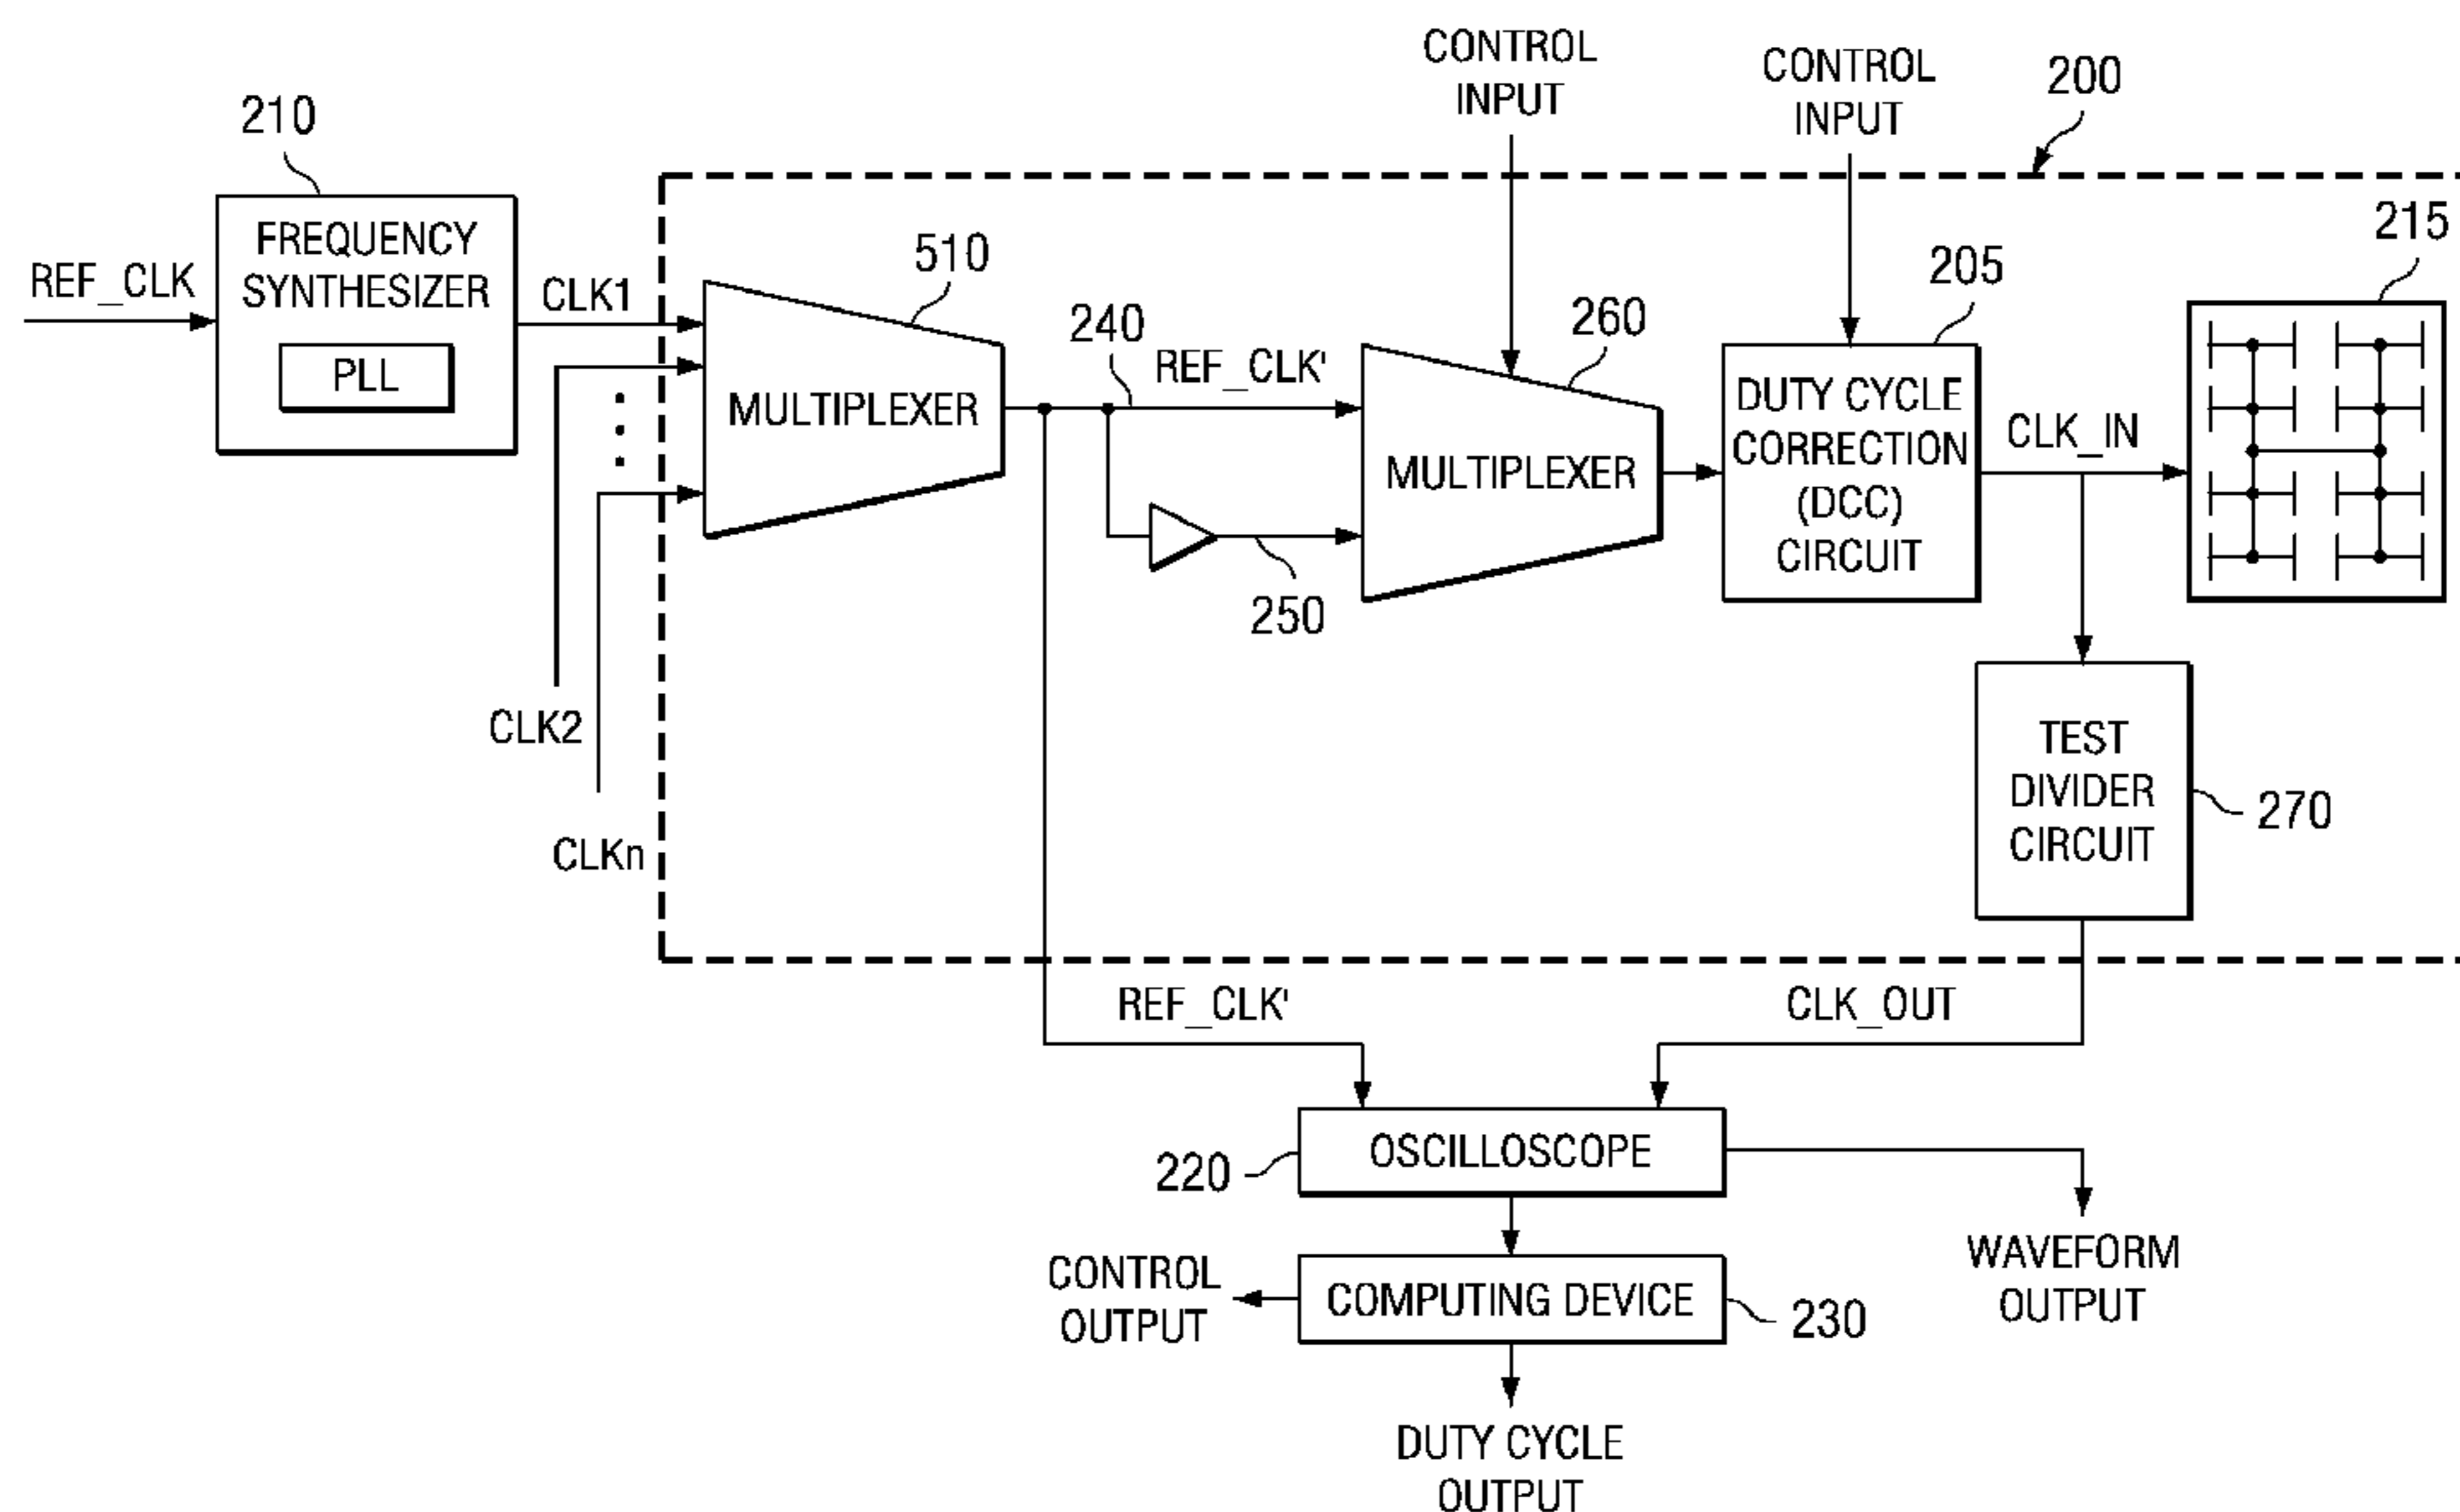 CONTROL
INPUT
CONTROL
INPUT
200
210
215
FREQUENCY
SYNTHESIZER
PLL
REF_CLK
CLK1
510
205
240
REF_CLK'
260
MULTIPLEXER
MULTIPLEXER
DUTY CYCLE
CORRECTION
(DCC)
CIRCUIT
CLK_IN
250
CLK2
CLKn
TEST
DIVIDER
CIRCUIT
270
REF_CLK'
CLK_OUT
OSCILLOSCOPE
220
WAVEFORM
OUTPUT
CONTROL
OUTPUT
COMPUTING DEVICE
230
DUTY CYCLE
OUTPUT